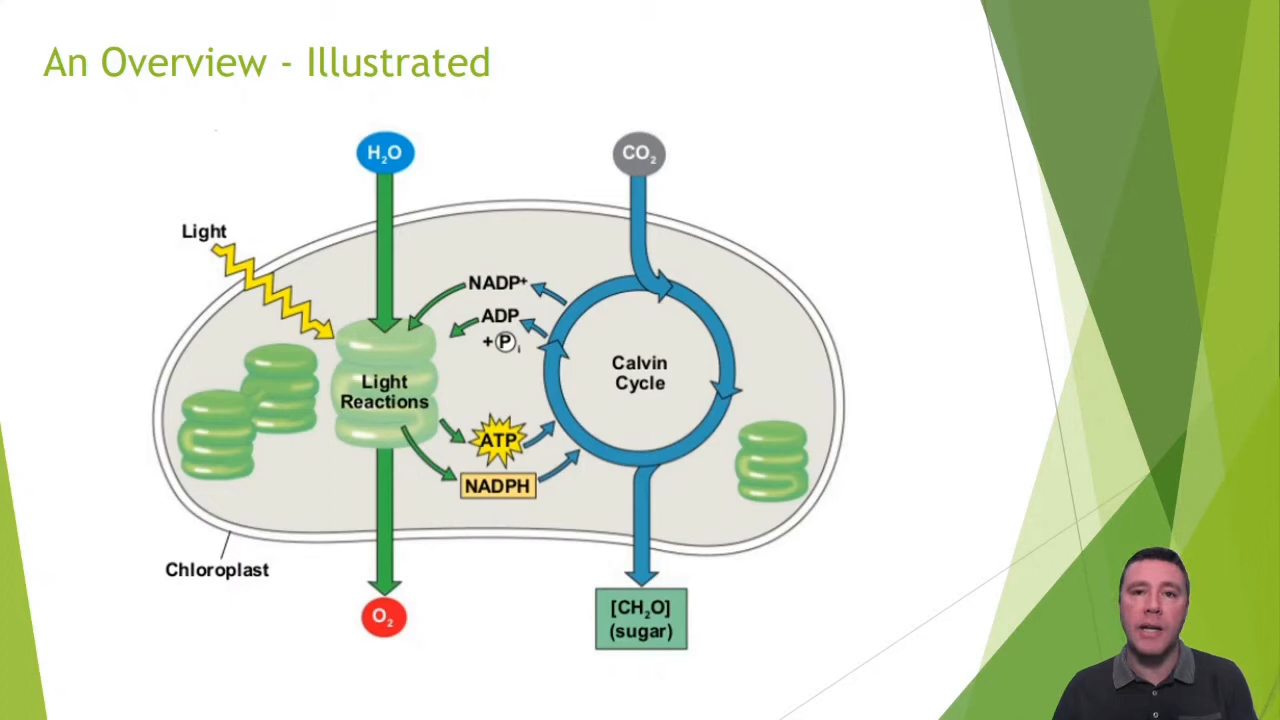 An Overview - Illustrated
H₂O
CO₂
Light
NADP⁺
ADP
+ Pᵢ
Calvin
Cycle
Light
Reactions
ATP
NADPH
Chloroplast
O₂
[CH₂O]
(sugar)